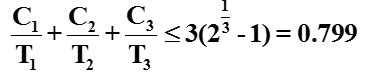 C₁/T₁ + C₂/T₂ + C₃/T₃ ≤ 3(2^(1/3) - 1) = 0.799